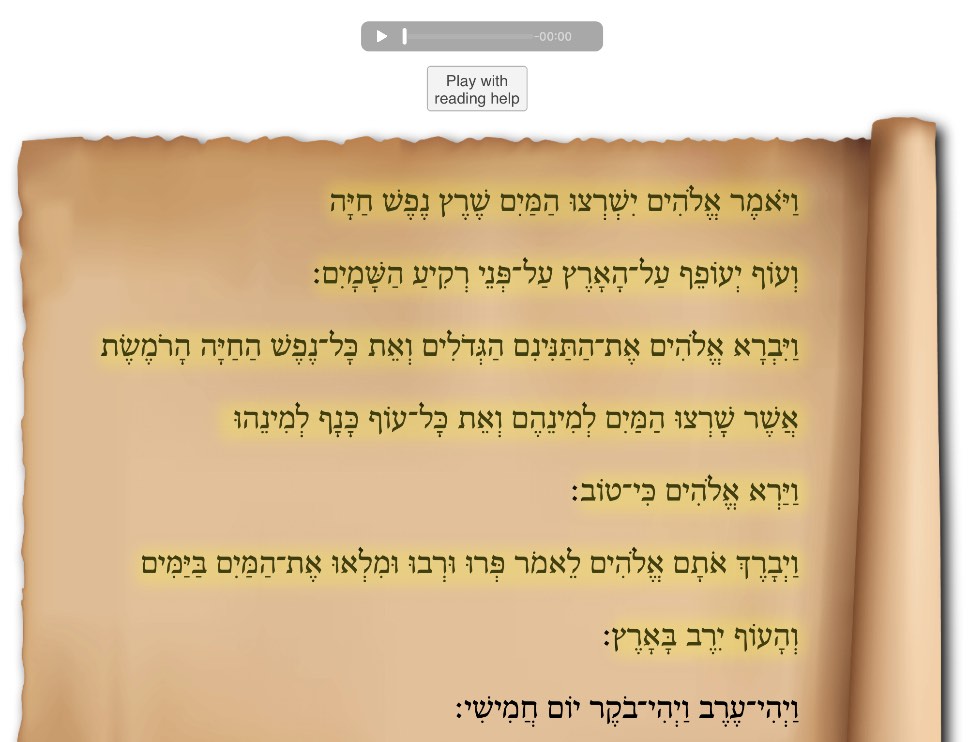 -00:00
Play with
reading help
וַיֹּאמֶר אֱלֹהִים יִשְׁרְצוּ הַמַּיִם שֶׁרֶץ נֶפֶשׁ חַיָּה
וְעוֹף יְעוֹפֵף עַל־הָאָרֶץ עַל־פְּנֵי רְקִיעַ הַשָּׁמָיִם:
וַיִּבְרָא אֱלֹהִים אֶת־הַתַּנִּינִם הַגְּדֹלִים וְאֵת כָּל־נֶפֶשׁ הַחַיָּה הָרֹמֶשֶׂת
אֲשֶׁר שָׁרְצוּ הַמַּיִם לְמִינֵהֶם וְאֵת כָּל־עוֹף כָּנָף לְמִינֵהוּ
וַיַּרְא אֱלֹהִים כִּי־טוֹב:
וַיְבָרֶךְ אֹתָם אֱלֹהִים לֵאמֹר פְּרוּ וּרְבוּ וּמִלְאוּ אֶת־הַמַּיִם בַּיַּמִּים
וְהָעוֹף יִרֶב בָּאָרֶץ:
וַיְהִי־עֶרֶב וַיְהִי־בֹקֶר יוֹם חֲמִישִׁי: